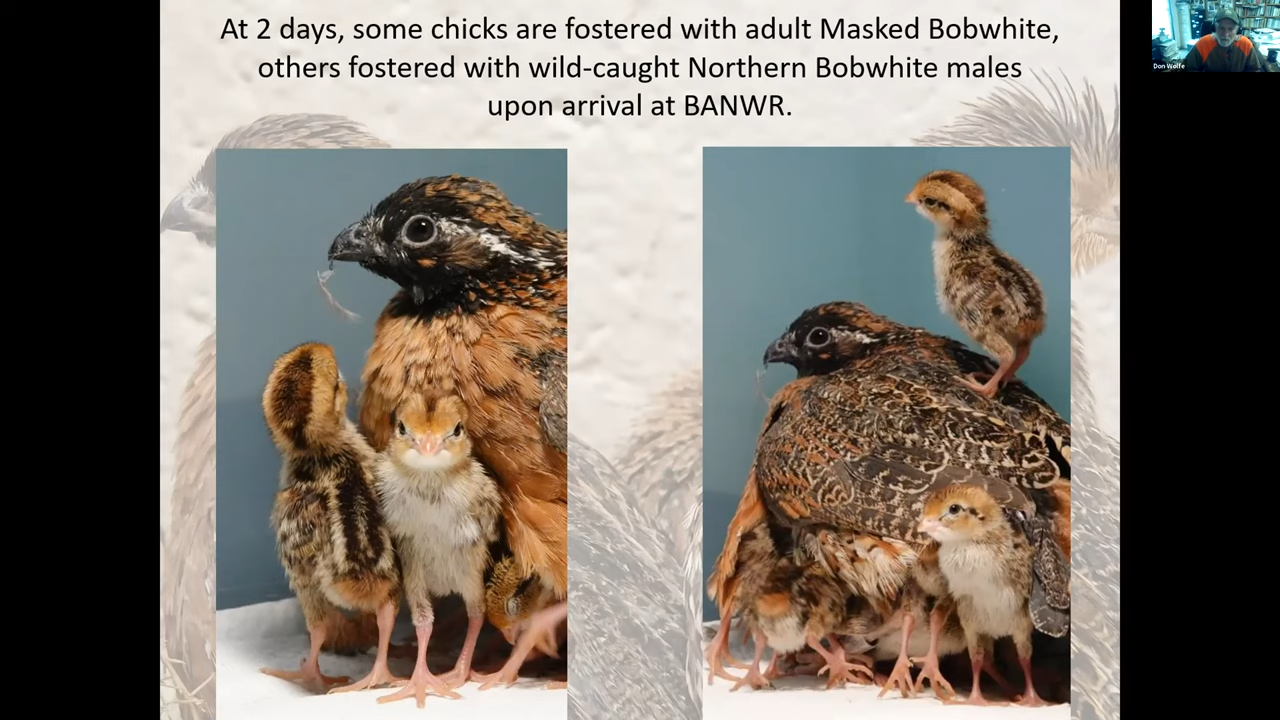 At 2 days, some chicks are fostered with adult Masked Bobwhite,
others fostered with wild-caught Northern Bobwhite males
upon arrival at BANWR.
Don Wolfe